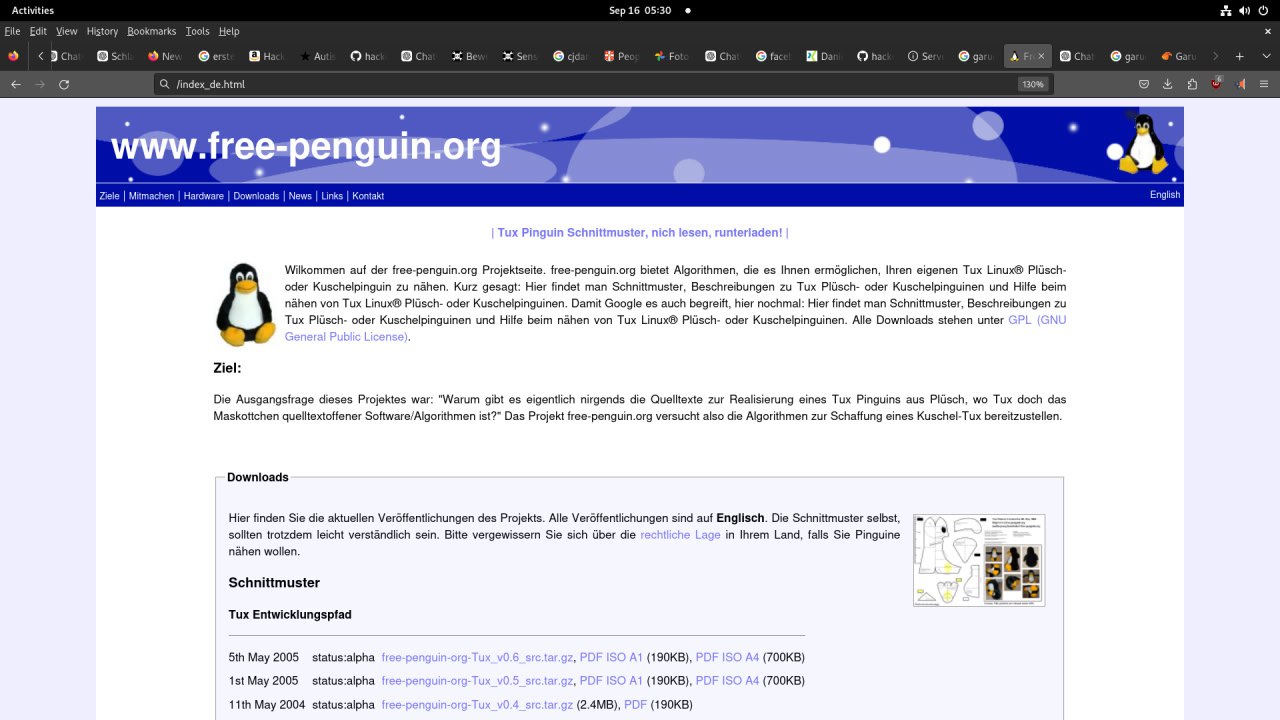 Activities Sep 16 05:30
File Edit View History Bookmarks Tools Help
Chat Schla New erste Hack Autis hack Chat Bewe Sens cjdar Peop Foto Chat facel Dani hack Servi garu Fre Chat garu
/index_de.html 130% 6
www.free-penguin.org
Ziele | Mitmachen | Hardware | Downloads | News | Links | Kontakt English
| Tux Pinguin Schnittmuster, nich lesen, runterladen! |
Wilkommen auf der free-penguin.org Projektseite. free-penguin.org bietet Algorithmen, die es Ihnen ermöglichen, Ihren eigenen Tux Linux® Plüsch-
oder Kuschelpinguin zu nähen. Kurz gesagt: Hier findet man Schnittmuster, Beschreibungen zu Tux Plüsch- oder Kuschelpinguinen und Hilfe beim
nähen von Tux Linux® Plüsch- oder Kuschelpinguinen. Damit Google es auch begreift, hier nochmal: Hier findet man Schnittmuster, Beschreibungen zu
Tux Plüsch- oder Kuschelpinguinen und Hilfe beim nähen von Tux Linux® Plüsch- oder Kuschelpinguinen. Alle Downloads stehen unter GPL (GNU
General Public License).
Ziel:
Die Ausgangsfrage dieses Projektes war: "Warum gibt es eigentlich nirgends die Quelltexte zur Realisierung eines Tux Pinguins aus Plüsch, wo Tux doch das
Maskottchen quelltextoffener Software/Algorithmen ist?" Das Projekt free-penguin.org versucht also die Algorithmen zur Schaffung eines Kuschel-Tux bereitzustellen.
Downloads
Hier finden Sie die aktuellen Veröffentlichungen des Projekts. Alle Veröffentlichungen sind auf Englisch. Die Schnittmuster selbst,
sollten trotzdem leicht verständlich sein. Bitte vergewissern Sie sich über die rechtliche Lage in ihrem Land, falls Sie Pinguine
nähen wollen.
Schnittmuster
Tux Entwicklungspfad
5th May 2005 status:alpha free-penguin-org-Tux_v0.6_src.tar.gz, PDF ISO A1 (190KB), PDF ISO A4 (700KB)
1st May 2005 status:alpha free-penguin-org-Tux_v0.5_src.tar.gz, PDF ISO A1 (190KB), PDF ISO A4 (700KB)
11th May 2004 status:alpha free-penguin-org-Tux_v0.4_src.tar.gz (2.4MB), PDF (190KB)